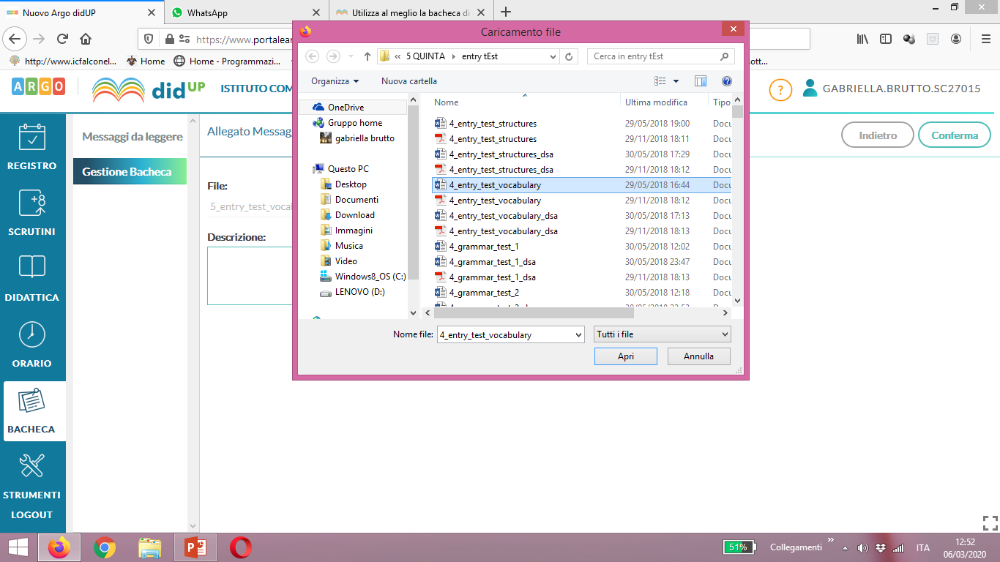 Nuovo Argo didUP
WhatsApp
Utilizza al meglio la bacheca di
https://www.portalear
http://www.icfalconel...
Home
Home - Programmazi...
sott...
ARGO
didUP
ISTITUTO COM
?
GABRIELLA.BRUTTO.SC27015
REGISTRO
SCRUTINI
DIDATTICA
ORARIO
BACHECA
STRUMENTI
LOGOUT
Messaggi da leggere
Gestione Bacheca
Allegato Messag
Indietro
Conferma
File:
5_entry_test_vocal
Descrizione:
Caricamento file
« 5 QUINTA
entry tEst
Cerca in entry tEst
Organizza
Nuova cartella
OneDrive
Gruppo home
gabriella brutto
Questo PC
Desktop
Documenti
Download
Immagini
Musica
Video
Windows8_OS (C:)
LENOVO (D:)
Nome Ultima modifica Tipo
4_entry_test_structures 29/05/2018 19:00 Docu
4_entry_test_structures 29/11/2018 18:11 Docu
4_entry_test_structures_dsa 30/05/2018 17:29 Docu
4_entry_test_structures_dsa 29/11/2018 18:12 Docu
4_entry_test_vocabulary 29/05/2018 16:44 Docu
4_entry_test_vocabulary 29/11/2018 18:12 Docu
4_entry_test_vocabulary_dsa 30/05/2018 17:13 Docu
4_entry_test_vocabulary_dsa 29/11/2018 18:13 Docu
4_grammar_test_1 30/05/2018 12:02 Docu
4_grammar_test_1_dsa 30/05/2018 23:47 Docu
4_grammar_test_1_dsa 29/11/2018 18:13 Docu
4_grammar_test_2 30/05/2018 12:18 Docu
Nome file: 4_entry_test_vocabulary
Tutti i file
Apri
Annulla
51%
Collegamenti
ITA
12:52
06/03/2020